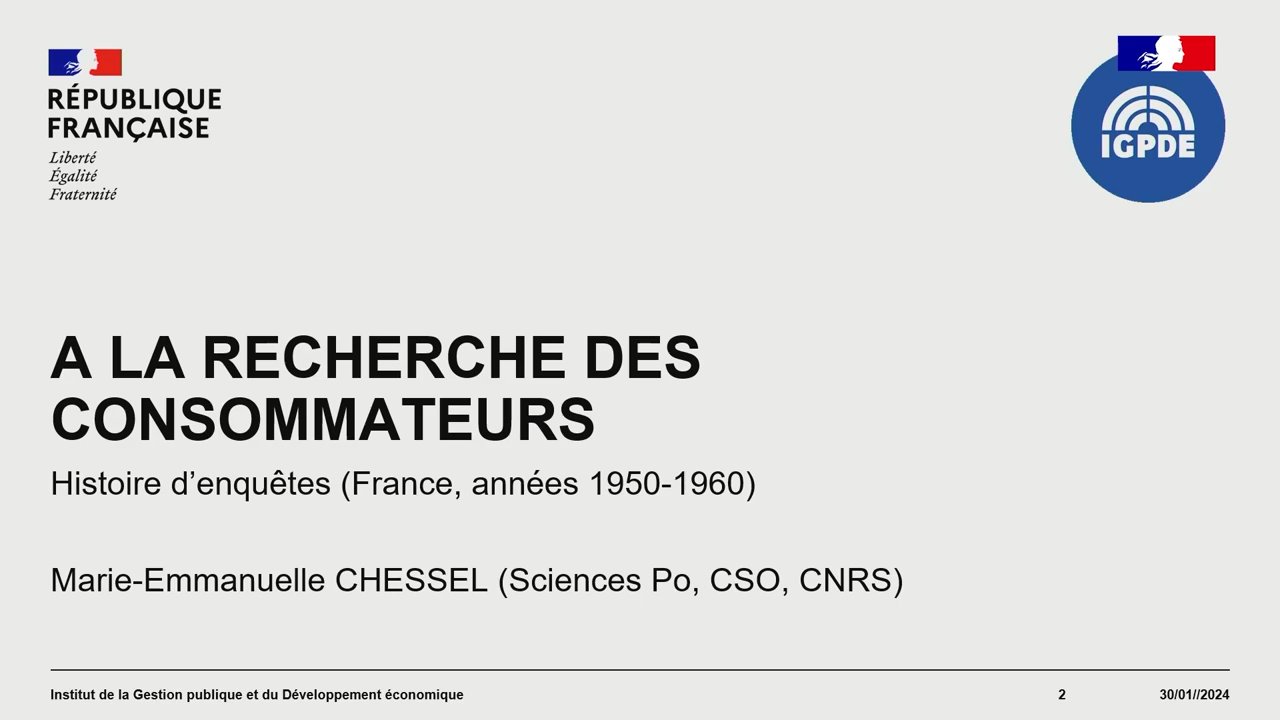 RÉPUBLIQUE
FRANÇAISE
Liberté
Égalité
Fraternité
IGPDE
A LA RECHERCHE DES
CONSOMMATEURS
Histoire d’enquêtes (France, années 1950-1960)
Marie-Emmanuelle CHESSEL (Sciences Po, CSO, CNRS)
Institut de la Gestion publique et du Développement économique 2 30/01//2024